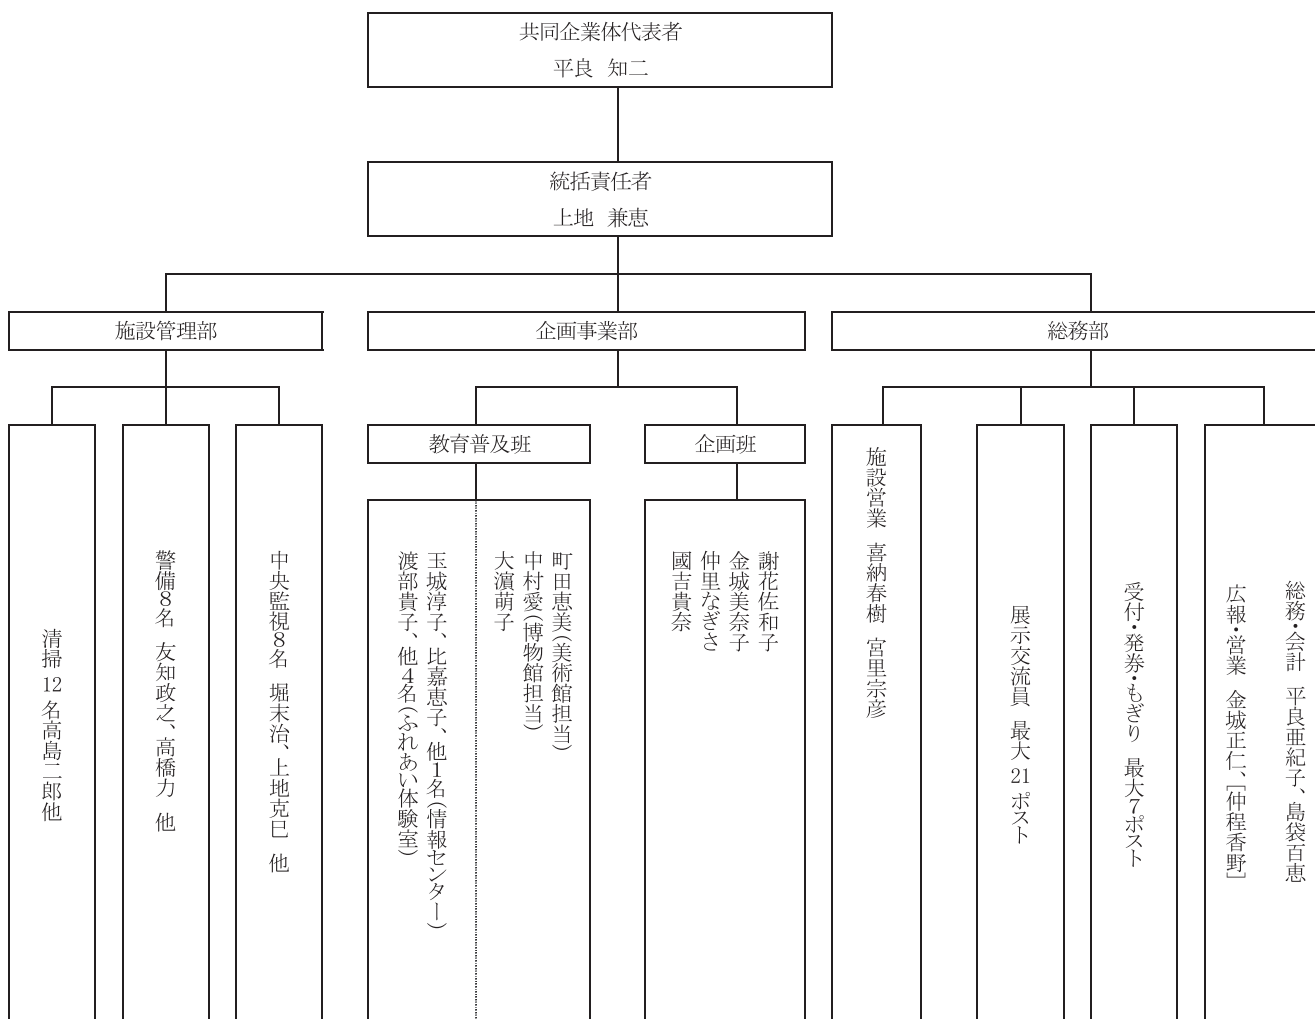 共同企業体代表者
平良 知二
統括責任者
上地 兼恵
施設管理部
企画事業部
総務部
教育普及班
企画班
総務・会計 平良亜紀子、島袋百恵
広報・営業 金城正仁、[仲程香野]
受付・発券・もぎり 最大7ポスト
展示交流員 最大 21 ポスト
施設営業 喜納春樹 宮里宗彦
謝花佐和子
金城美奈子
仲里なぎさ
國吉貴奈
町田恵美(美術館担当)
中村愛(博物館担当)
大濵萌子
玉城淳子、比嘉恵子、他1名(情報センター)
渡部貴子、他4名(ふれあい体験室)
中央監視8名 堀末治、上地克巳 他
警備8名 友知政之、高橋力 他
清掃 12 名高島二郎他